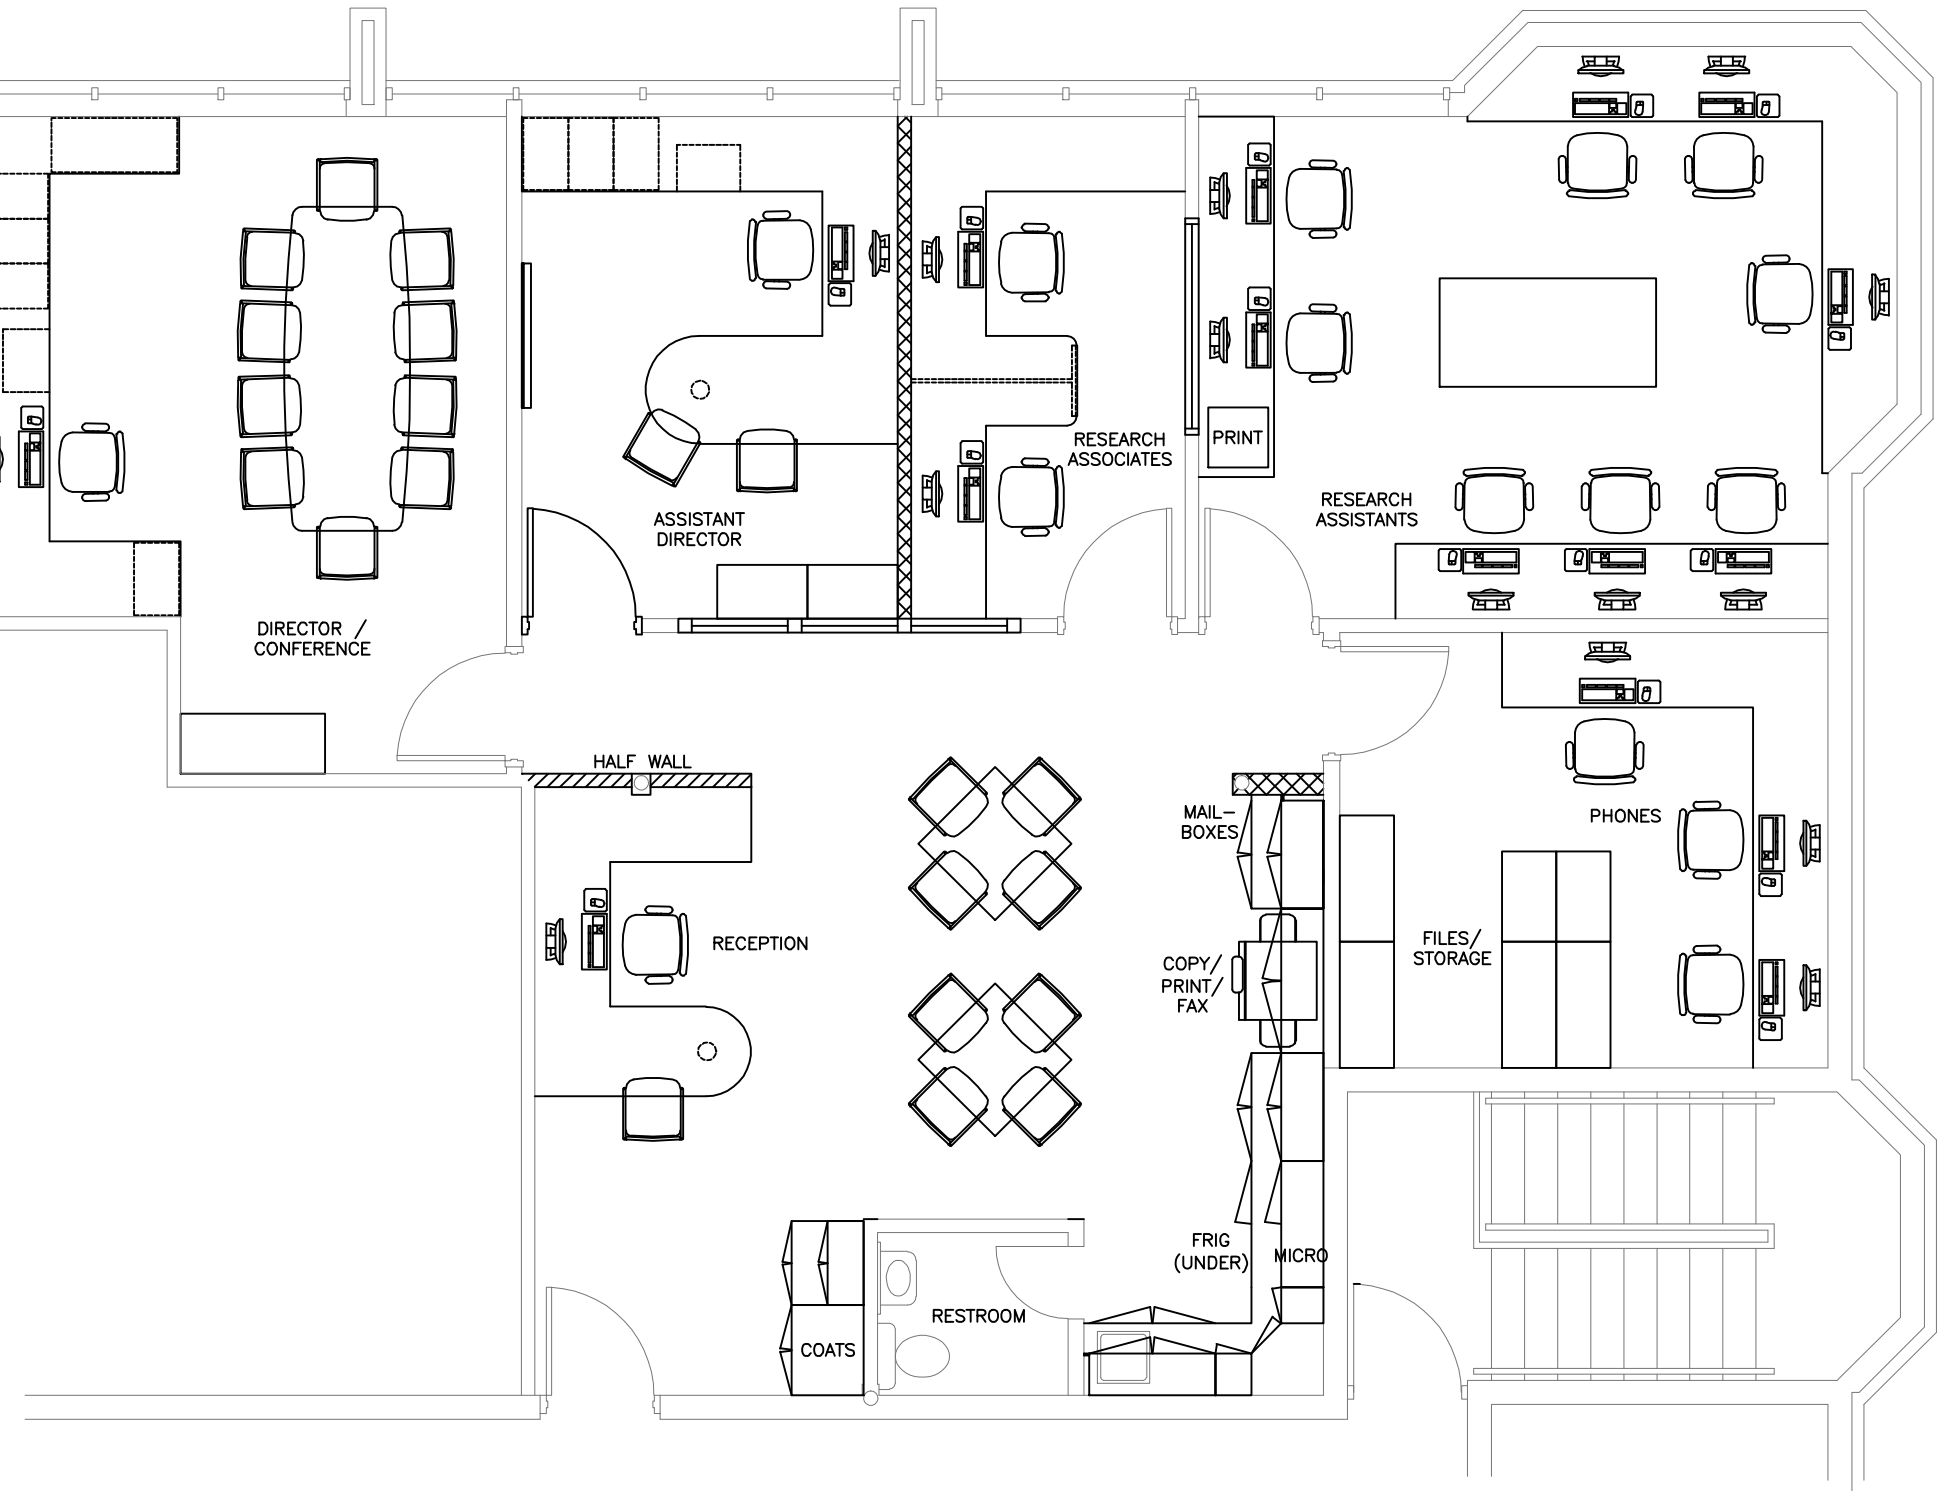 PRINT
RESEARCH
ASSOCIATES
RESEARCH
ASSISTANTS
ASSISTANT
DIRECTOR
DIRECTOR /
CONFERENCE
HALF WALL
MAIL-
BOXES
PHONES
RECEPTION
FILES/
STORAGE
COPY/
PRINT/
FAX
FRIG
(UNDER)
MICRO
RESTROOM
COATS